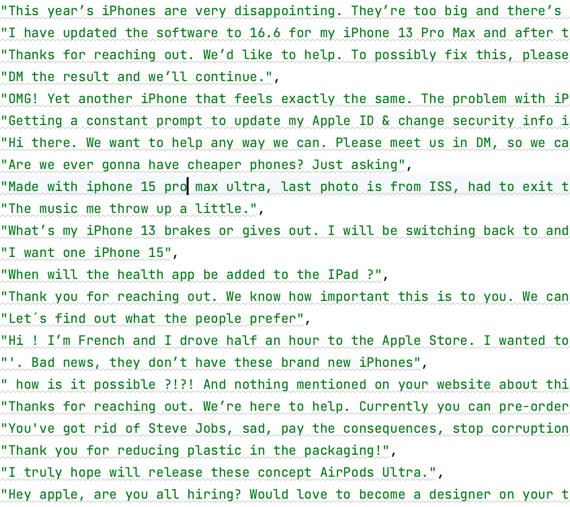 "This year’s iPhones are very disappointing. They’re too big and there’s
"I have updated the software to 16.6 for my iPhone 13 Pro Max and after t
"Thanks for reaching out. We’d like to help. To possibly fix this, please
"DM the result and we’ll continue.",
"OMG! Yet another iPhone that feels exactly the same. The problem with iP
"Getting a constant prompt to update my Apple ID & change security info i
"Hi there. We want to help any way we can. Please meet us in DM, so we ca
"Are we ever gonna have cheaper phones? Just asking",
"Made with iphone 15 pro max ultra, last photo is from ISS, had to exit t
"The music me throw up a little.",
"What’s my iPhone 13 brakes or gives out. I will be switching back to and
"I want one iPhone 15",
"When will the health app be added to the IPad ?",
"Thank you for reaching out. We know how important this is to you. We can
"Let´s find out what the people prefer",
"Hi ! I’m French and I drove half an hour to the Apple Store. I wanted to
"'. Bad news, they don’t have these brand new iPhones",
" how is it possible ?!?! And nothing mentioned on your website about thi
"Thanks for reaching out. We’re here to help. Currently you can pre-order
"You've got rid of Steve Jobs, sad, pay the consequences, stop corruption
"Thank you for reducing plastic in the packaging!",
"I truly hope will release these concept AirPods Ultra.",
"Hey apple, are you all hiring? Would love to become a designer on your t